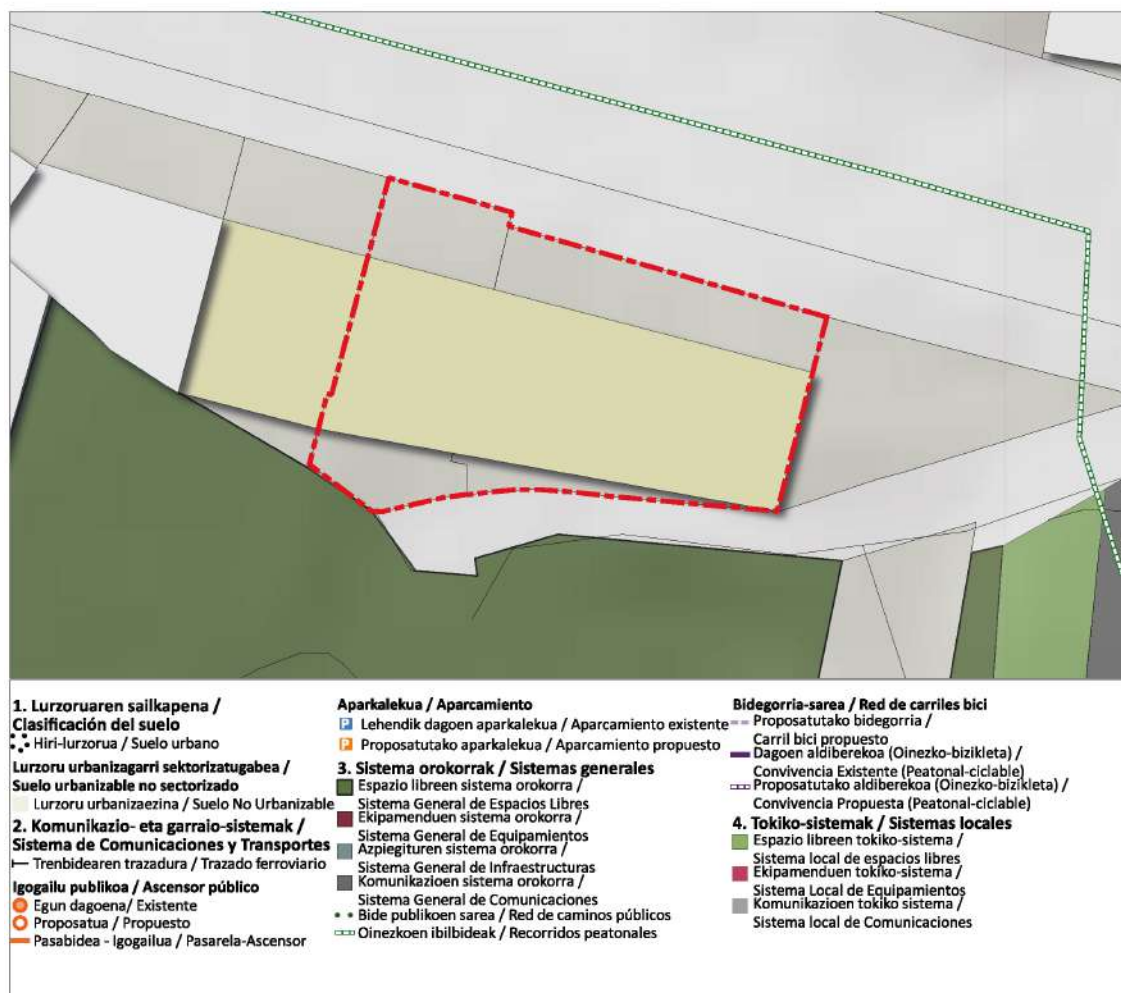 1. Lurzoruaren sailkapena /
Clasificación del suelo
Hiri-lurzorua / Suelo urbano
Lurzoru urbanizagarri sektorizatugabea /
Suelo urbanizable no sectorizado
Lurzoru urbanizaezina / Suelo No Urbanizable
2. Komunikazio- eta garraio-sistemak /
Sistema de Comunicaciones y Transportes
Trenbidearen trazadura / Trazado ferroviario
Igogailu publikoa / Ascensor público
Egun dagoena/ Existente
Proposatua/ Propuesto
Pasabidea - Igogailua / Pasarela-Ascensor
Aparkalekua / Aparcamiento
P Lehendik dagoen aparkalekua / Aparcamiento existente
P Proposatutako aparkalekua / Aparcamiento propuesto
3. Sistema orokorrak / Sistemas generales
Espazio libreen sistema orokorra /
Sistema General de Espacios Libres
Ekipamenduen sistema orokorra /
Sistema General de Equipamientos
Azpiegituren sistema orokorra /
Sistema General de Infraestructuras
Komunikazioen sistema orokorra /
Sistema General de Comunicaciones
Bide publikoen sarea / Red de caminos públicos
Oinezkoen ibilbideak / Recorridos peatonales
Bidegorria-sarea / Red de carriles bici
Proposatutako bidegorria /
Carril bici propuesto
Dagoen aldiberekoa (Oinezko-bizikleta) /
Convivencia Existente (Peatonal-ciclable)
Proposatutako aldiberekoa (Oinezko-bizikleta) /
Convivencia Propuesta (Peatonal-ciclable)
4. Tokiko-sistemak / Sistemas locales
Espazio libreen tokiko-sistema /
Sistema local de espacios libres
Ekipamenduen tokiko-sistema /
Sistema Local de Equipamientos
Komunikazioen tokiko sistema /
Sistema local de Comunicaciones